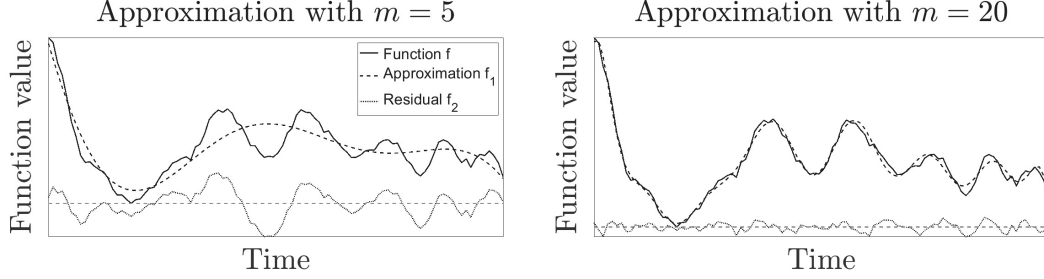 Approximation with m = 5
Approximation with m = 20
Function value
Function f
Approximation f₁
Residual f₂
Time
Function value
Time